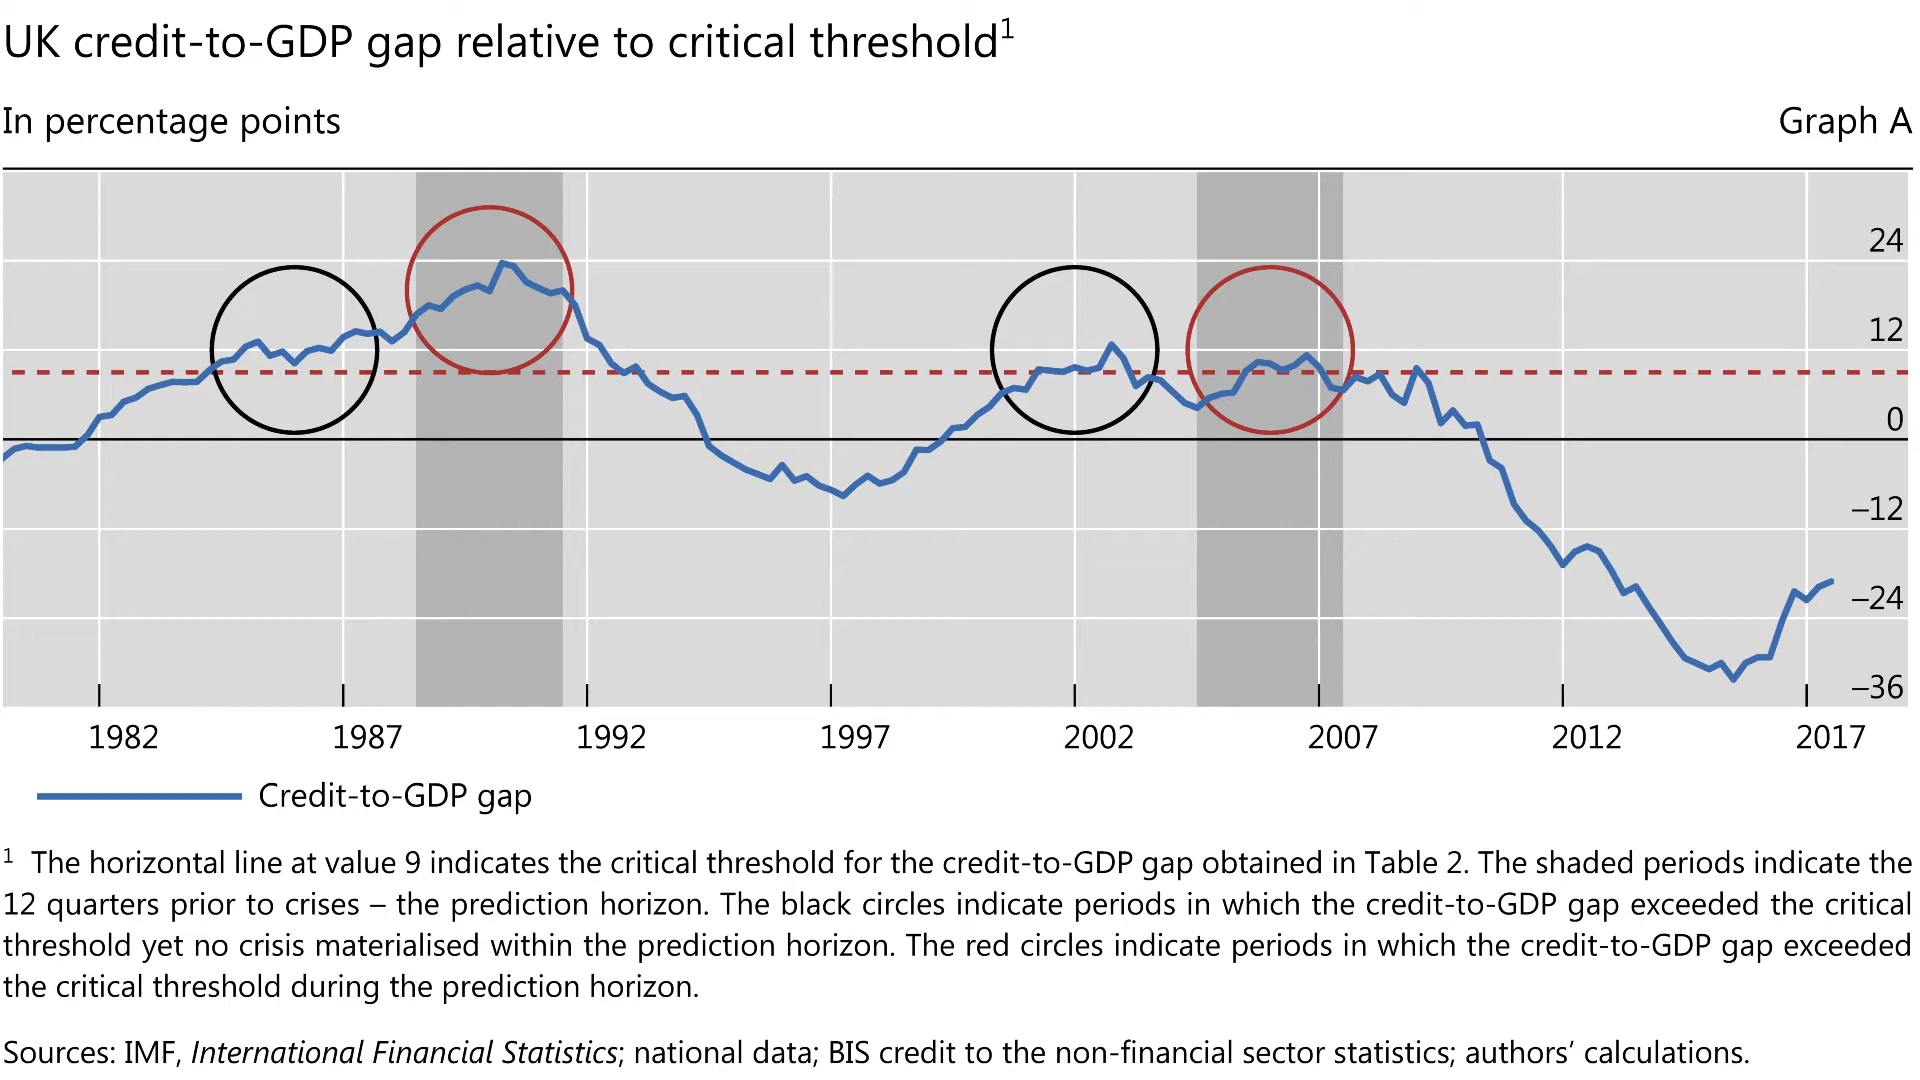 UK credit-to-GDP gap relative to critical threshold¹
In percentage points
Graph A
24
12
0
–12
–24
–36
1982 1987 1992 1997 2002 2007 2012 2017
Credit-to-GDP gap
¹ The horizontal line at value 9 indicates the critical threshold for the credit-to-GDP gap obtained in Table 2. The shaded periods indicate the
12 quarters prior to crises – the prediction horizon. The black circles indicate periods in which the credit-to-GDP gap exceeded the critical
threshold yet no crisis materialised within the prediction horizon. The red circles indicate periods in which the credit-to-GDP gap exceeded
the critical threshold during the prediction horizon.
Sources: IMF, International Financial Statistics; national data; BIS credit to the non-financial sector statistics; authors’ calculations.